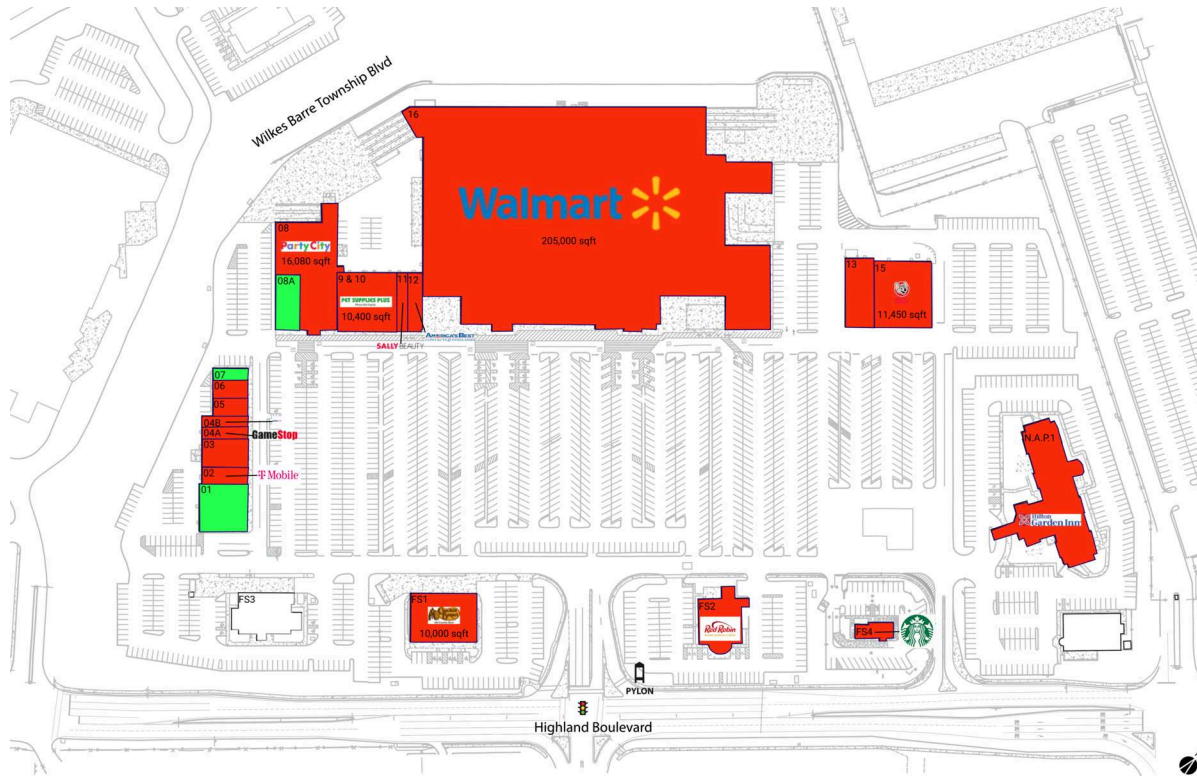 Wilkes Barre Township Blvd
16
Walmart
205,000 sqft
08
Party City
16,080 sqft
08A
9 & 10
PET SUPPLIES PLUS
10,400 sqft
11
12
AMERICA'S BEST
SALLY BEAUTY
13
15
11,450 sqft
07
06
05
04B
04A
GameStop
03
02
T Mobile
01
N.A.P.1
Hilton
Garden Inn
FS3
FS1
10,000 sqft
FS2
Red Robin
FS4
PYLON
Highland Boulevard